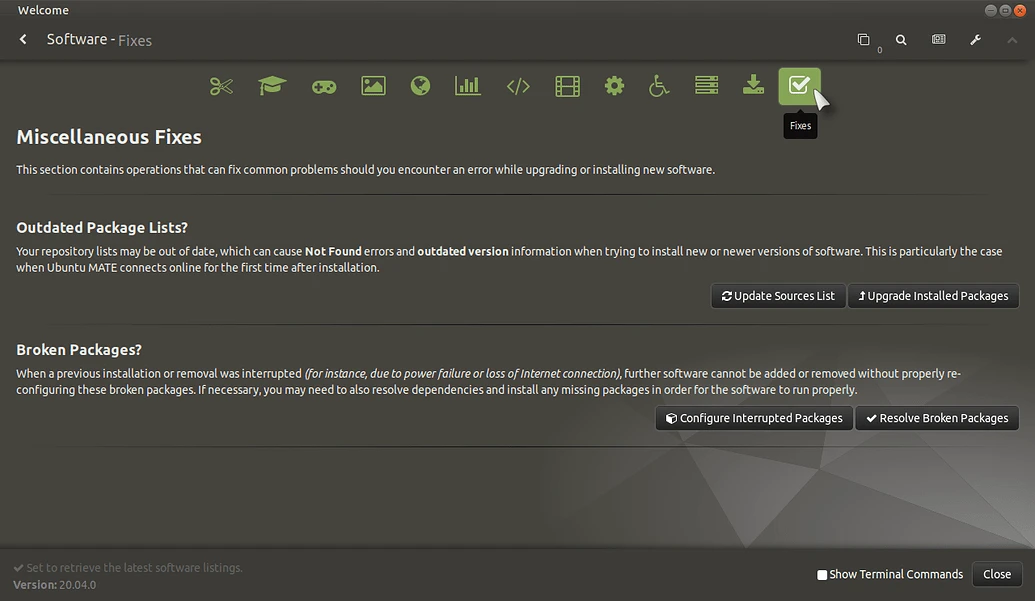 Welcome
Software - Fixes
0
Fixes
Miscellaneous Fixes
This section contains operations that can fix common problems should you encounter an error while upgrading or installing new software.
Outdated Package Lists?
Your repository lists may be out of date, which can cause Not Found errors and outdated version information when trying to install new or newer versions of software. This is particularly the case
when Ubuntu MATE connects online for the first time after installation.
Update Sources List Upgrade Installed Packages
Broken Packages?
When a previous installation or removal was interrupted (for instance, due to power failure or loss of Internet connection), further software cannot be added or removed without properly re-
configuring these broken packages. If necessary, you may need to also resolve dependencies and install any missing packages in order for the software to run properly.
Configure Interrupted Packages Resolve Broken Packages
Set to retrieve the latest software listings.
Version: 20.04.0
Show Terminal Commands Close